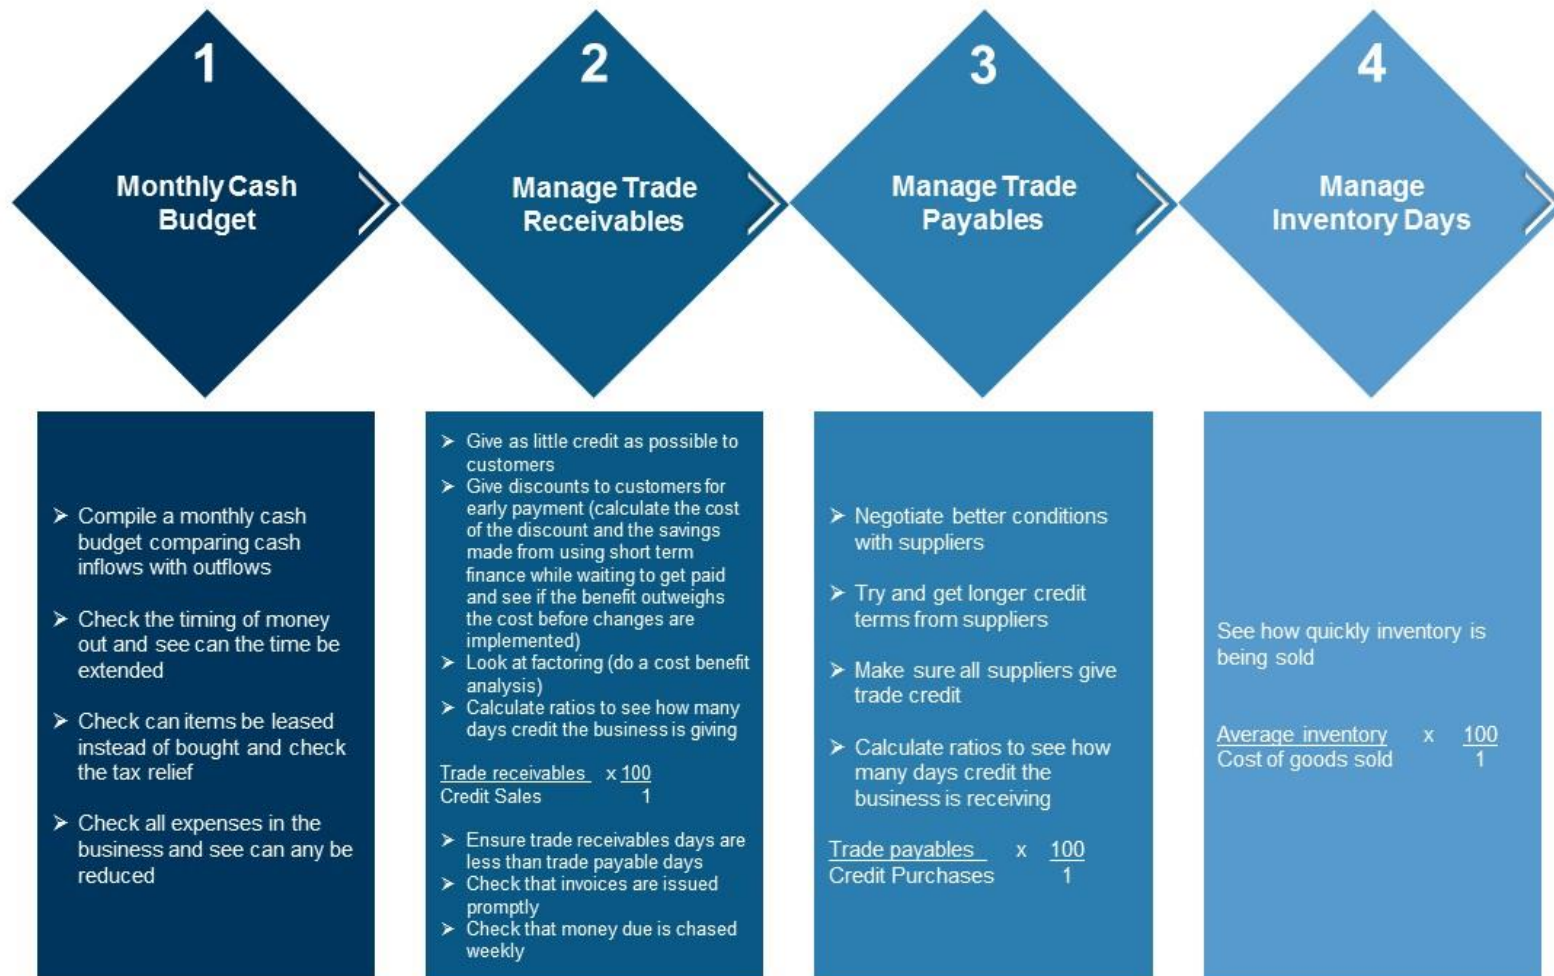 1
Monthly Cash
Budget
2
Manage Trade
Receivables
3
Manage Trade
Payables
4
Manage
Inventory Days
➤ Compile a monthly cash
budget comparing cash
inflows with outflows
➤ Check the timing of money
out and see can the time be
extended
➤ Check can items be leased
instead of bought and check
the tax relief
➤ Check all expenses in the
business and see can any be
reduced
➤ Give as little credit as possible to
customers
➤ Give discounts to customers for
early payment (calculate the cost
of the discount and the savings
made from using short term
finance while waiting to get paid
and see if the benefit outweighs
the cost before changes are
implemented)
➤ Look at factoring (do a cost benefit
analysis)
➤ Calculate ratios to see how many
days credit the business is giving
Trade receivables x 100
Credit Sales 1
➤ Ensure trade receivables days are
less than trade payable days
➤ Check that invoices are issued
promptly
➤ Check that money due is chased
weekly
➤ Negotiate better conditions
with suppliers
➤ Try and get longer credit
terms from suppliers
➤ Make sure all suppliers give
trade credit
➤ Calculate ratios to see how
many days credit the
business is receiving
Trade payables x 100
Credit Purchases 1
See how quickly inventory is
being sold
Average inventory x 100
Cost of goods sold 1